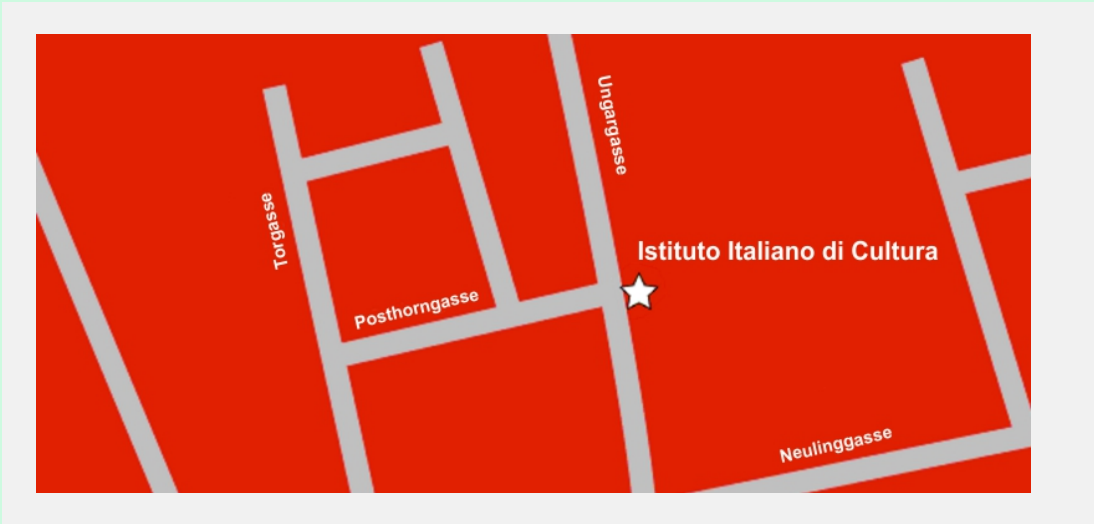 Ungargasse
Torgasse
Istituto Italiano di Cultura
Posthorngasse
Neulinggasse